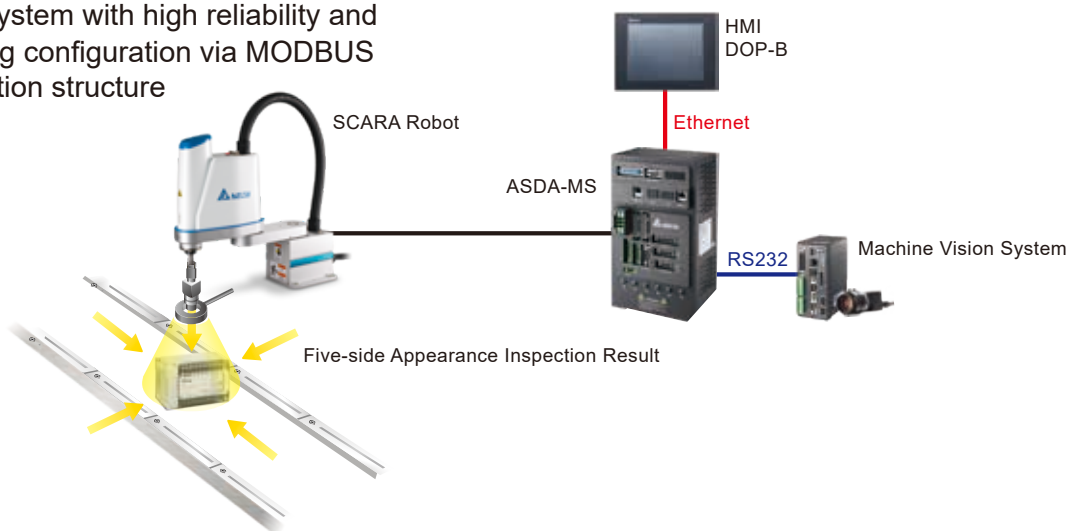 ystem with high reliability and
g configuration via MODBUS
tion structure
HMI
DOP-B
SCARA Robot
Ethernet
ASDA-MS
RS232
Machine Vision System
Five-side Appearance Inspection Result